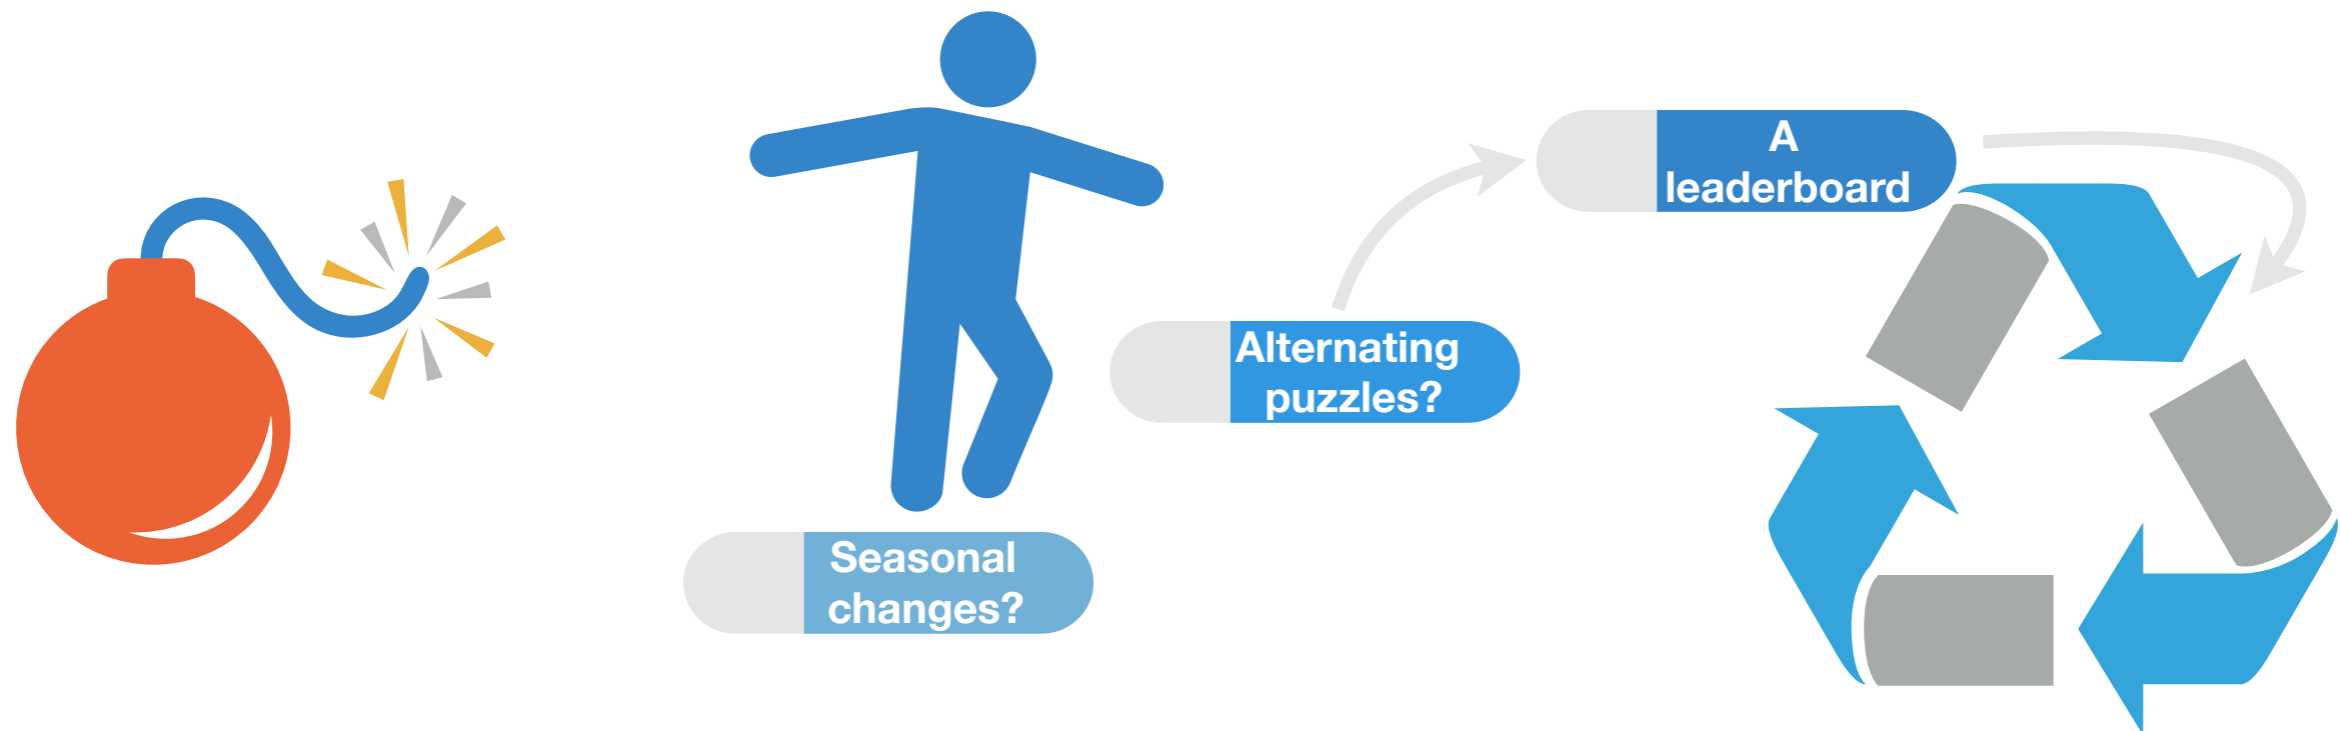 A
leaderboard
Alternating
puzzles?
Seasonal
changes?